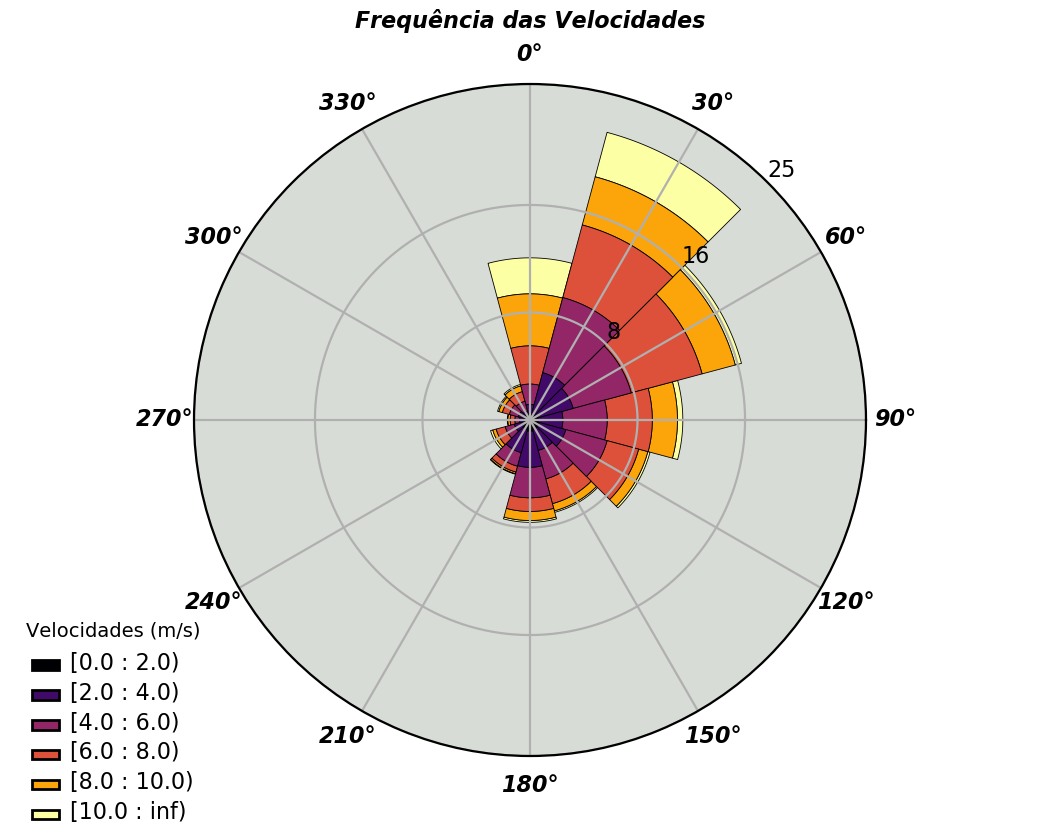 Frequência das Velocidades
0°
330°
30°
25
300°
60°
16
8
270°
90°
240°
120°
210°
150°
180°
Velocidades (m/s)
[0.0 : 2.0)
[2.0 : 4.0)
[4.0 : 6.0)
[6.0 : 8.0)
[8.0 : 10.0)
[10.0 : inf)